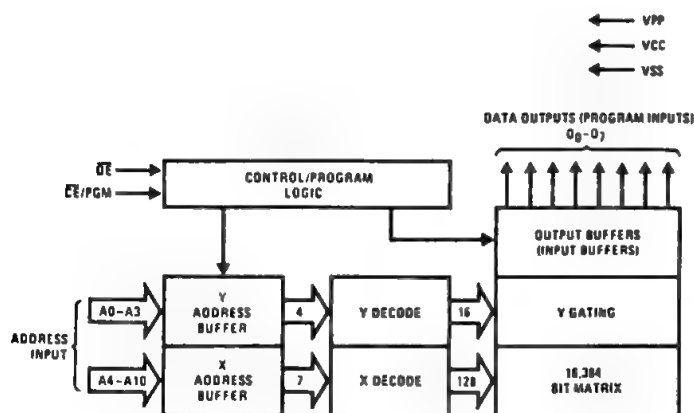 VPP
VCC
VSS
DATA OUTPUTS (PROGRAM INPUTS)
O0-O7
OE
CE/PGM
CONTROL/PROGRAM
LOGIC
OUTPUT BUFFERS
(INPUT BUFFERS)
ADDRESS
INPUT
A0-A3
Y
ADDRESS
BUFFER
4
Y DECODE
16
Y GATING
A4-A10
X
ADDRESS
BUFFER
7
X DECODE
128
16,384
BIT MATRIX